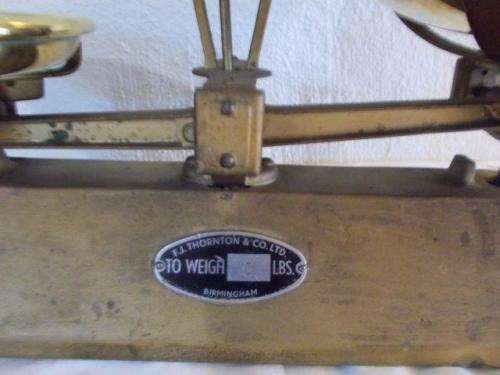 F.J. THORNTON & CO. LTD.
TO WEIGH LBS.
BIRMINGHAM